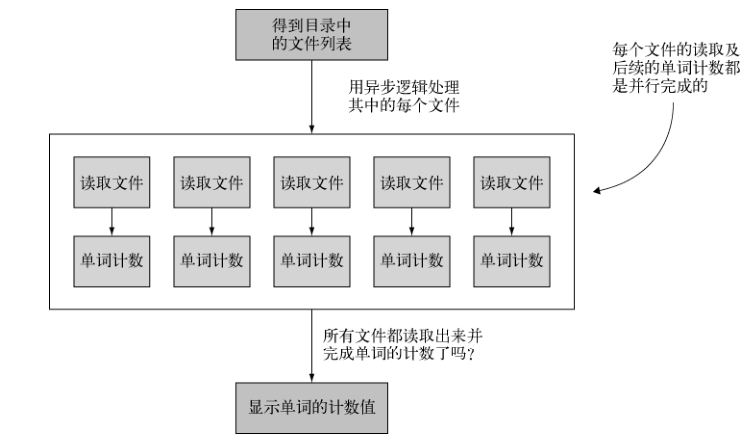 得到目录中
的文件列表
每个文件的读取及
后续的单词计数都
是并行完成的
用异步逻辑处理
其中的每个文件
读取文件 读取文件 读取文件 读取文件 读取文件
单词计数 单词计数 单词计数 单词计数 单词计数
所有文件都读取出来并
完成单词的计数了吗？
显示单词的计数值